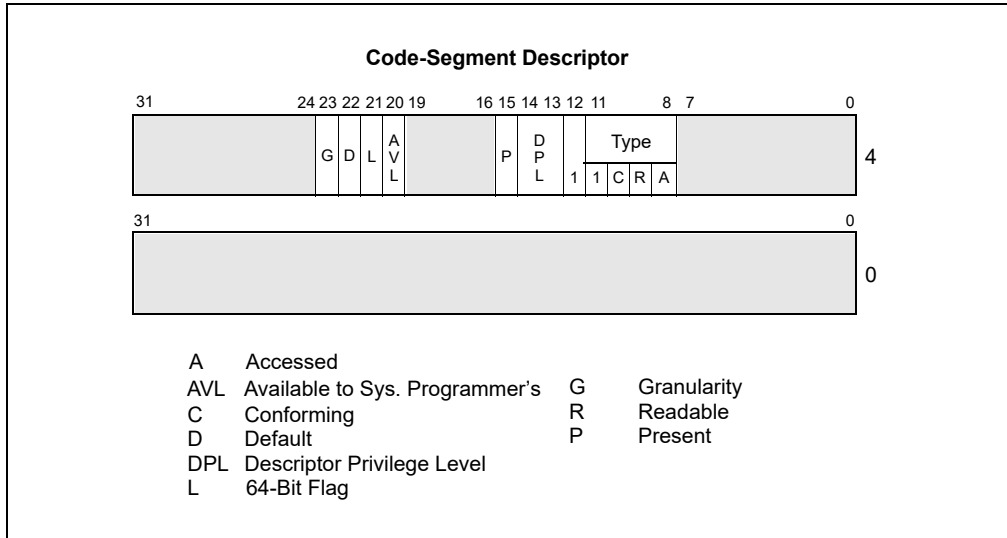 Code-Segment Descriptor
31 24 23 22 21 20 19 16 15 14 13 12 11 8 7 0
G D L AVL P DPL 1 Type 1 C R A 4
31 0
0
A Accessed
AVL Available to Sys. Programmer’s
C Conforming
D Default
DPL Descriptor Privilege Level
L 64-Bit Flag
G Granularity
R Readable
P Present